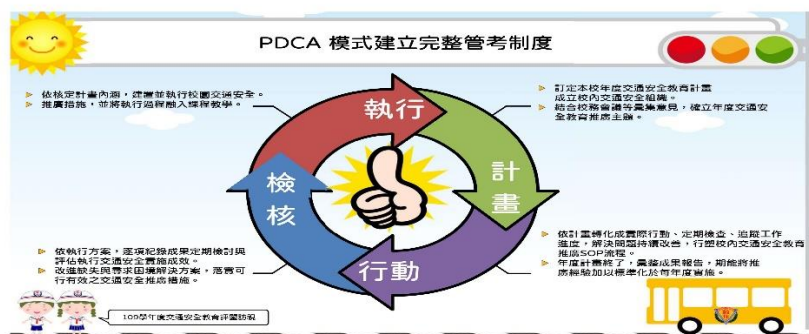 PDCA 模式建立完整管考制度
依核定計畫內涵,建置並執行校園交通安全。
推廣措施,並將執行過程融入課程教學。
執行
訂定本校年度交通安全教育計畫
成立校內交通安全組織。
結合校務會議等彙集意見,確立年度交通安
全教育推廣主題。
檢核
計畫
依執行方案,逐項紀錄成果定期檢討與
評估執行交通安全實施成效。
改進缺失與尋求困境解決方案,落實可
行有效之交通安全推廣措施。
行動
依計畫轉化成實際行動、定期檢查、追蹤工作
進度,解決問題持續改善,行塑校內交通安全教育
推廣SOP流程。
年度計畫終了,彙整成果報告,期能將推
廣經驗加以標準化於每年度實施。
109學年度交通安全教育評鑒訪視